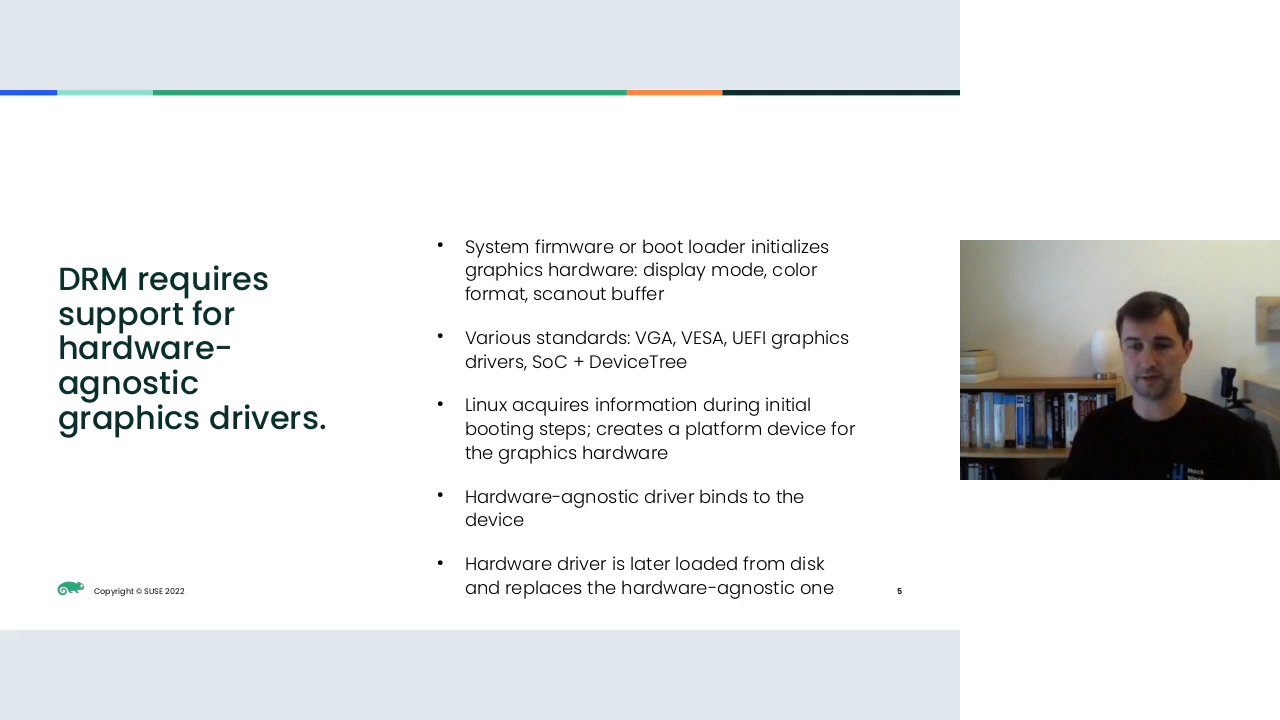 DRM requires
support for
hardware-
agnostic
graphics drivers.
• System firmware or boot loader initializes
graphics hardware: display mode, color
format, scanout buffer
• Various standards: VGA, VESA, UEFI graphics
drivers, SoC + DeviceTree
• Linux acquires information during initial
booting steps; creates a platform device for
the graphics hardware
• Hardware-agnostic driver binds to the
device
• Hardware driver is later loaded from disk
and replaces the hardware-agnostic one
Copyright © SUSE 2022
5
Hack